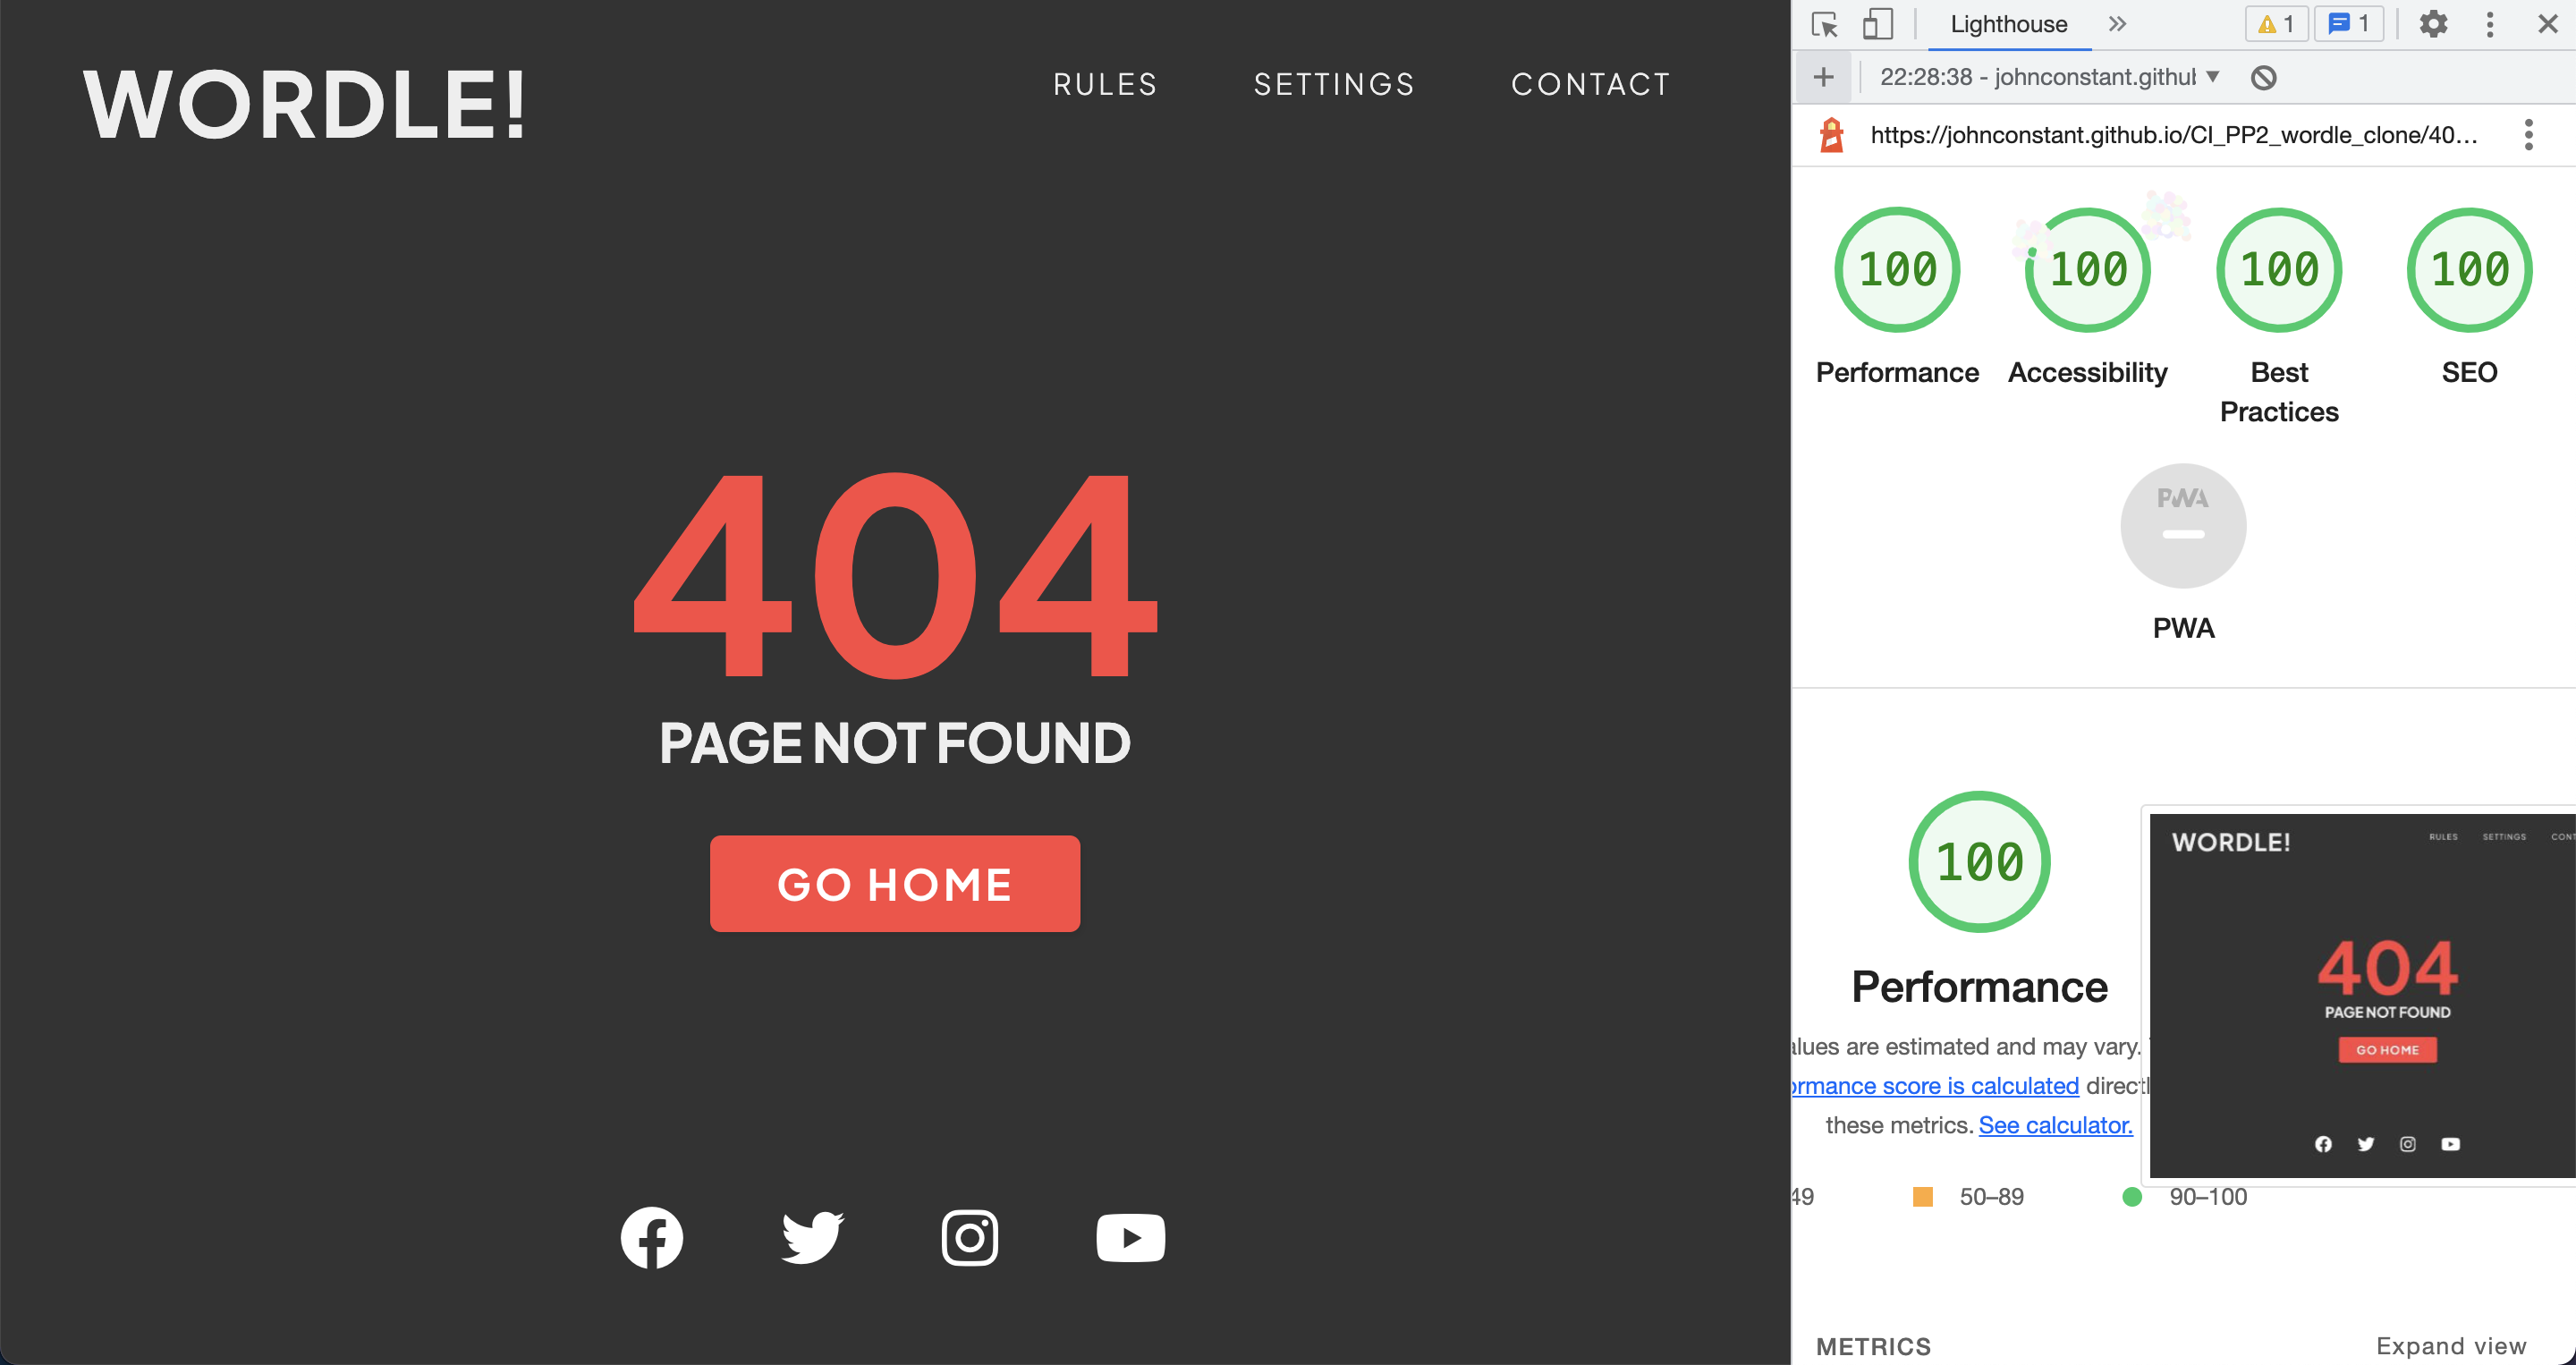 WORDLE!
RULES SETTINGS CONTACT
404
PAGE NOT FOUND
GO HOME
Lighthouse
1 1
22:28:38 - johnconstant.githu
https://johnconstant.github.io/CI_PP2_wordle_clone/40...
100 100 100 100
Performance Accessibility Best Practices SEO
PWA
PWA
100
Performance
alues are estimated and may vary.
ormance score is calculated direct
these metrics. See calculator.
49 50–89 90–100
WORDLE!
RULES SETTINGS CONT
404
PAGE NOT FOUND
GO HOME
METRICS
Expand view